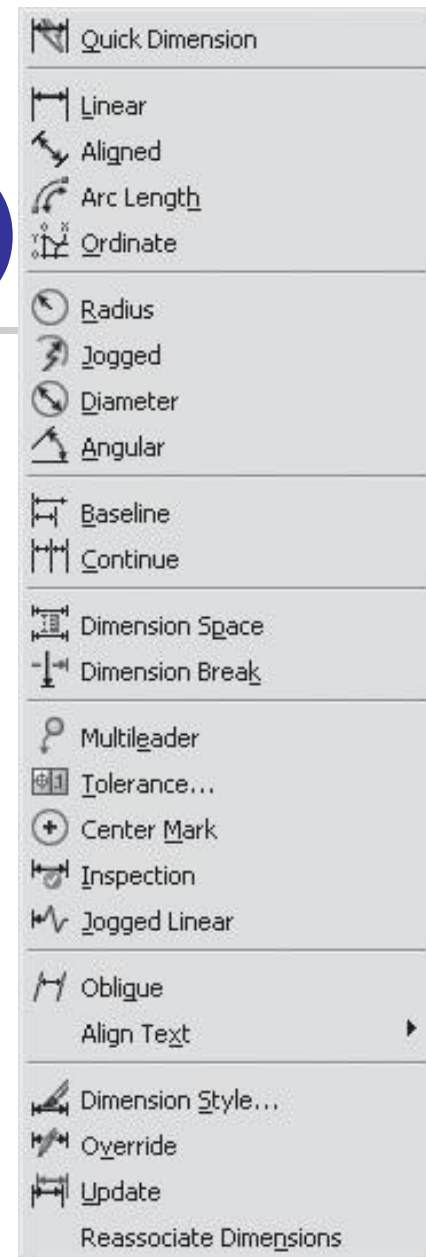 Quick Dimension
Linear
Aligned
Arc Length
Ordinate
Radius
Jogged
Diameter
Angular
Baseline
Continue
Dimension Space
Dimension Break
Multileader
Tolerance...
Center Mark
Inspection
Jogged Linear
Oblique
Align Text
Dimension Style...
Override
Update
Reassociate Dimensions